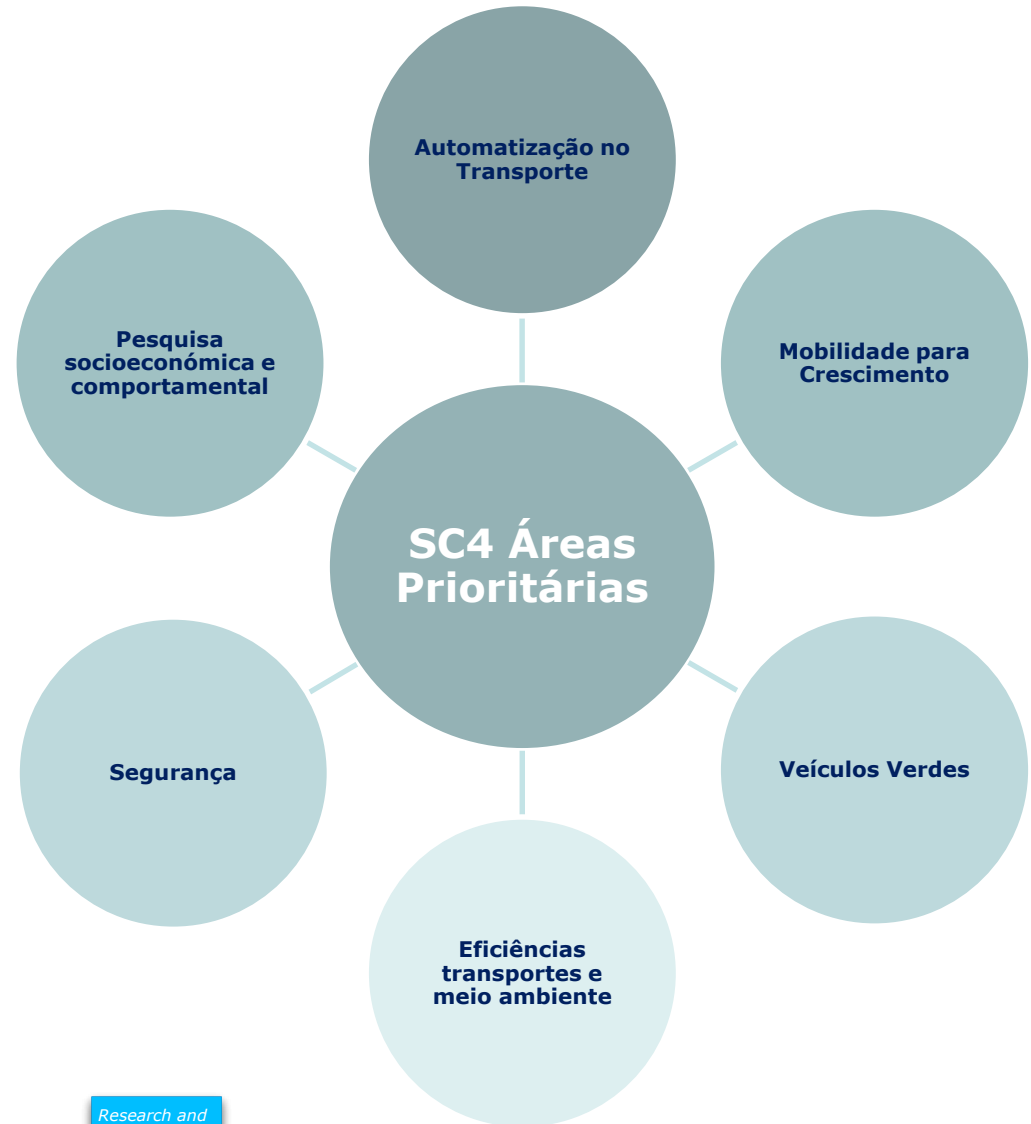 Automatização no
Transporte
Pesquisa
socioeconómica e
comportamental
Mobilidade para
Crescimento
SC4 Áreas
Prioritárias
Segurança
Veículos Verdes
Eficiências
transportes e
meio ambiente
Research and